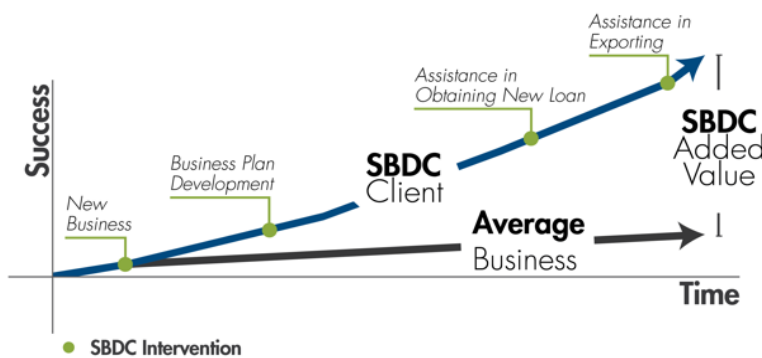 Assistance in
Exporting
Assistance in
Obtaining New Loan
SBDC
Added
Value
Success
Business Plan
Development
SBDC
Client
New
Business
Average
Business
Time
SBDC Intervention